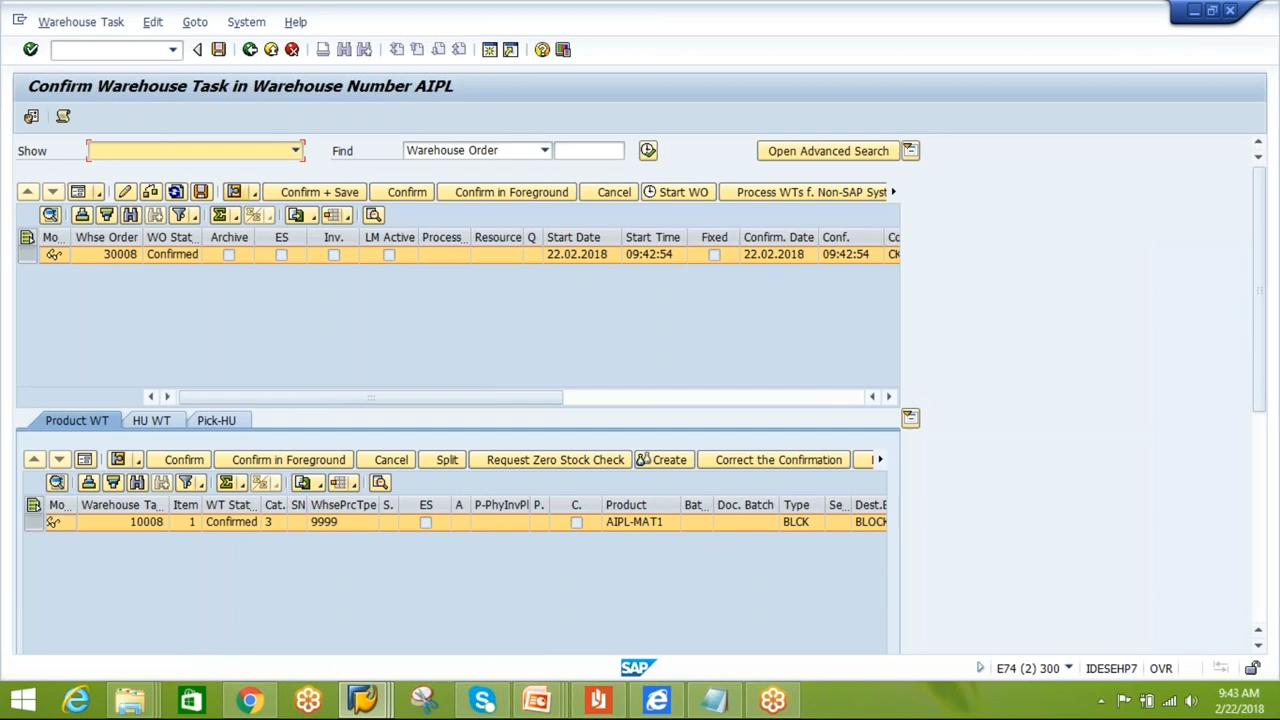 Warehouse Task Edit Goto System Help
Confirm Warehouse Task in Warehouse Number AIPL
Show Find Warehouse Order Open Advanced Search
Confirm + Save Confirm Confirm in Foreground Cancel Start WO Process WTs f. Non-SAP Syst
Mo... Whse Order WO Stat... Archive ES Inv. LM Active Process... Resource Q Start Date Start Time Fixed Confirm. Date Conf. Co
30008 Confirmed 22.02.2018 09:42:54 22.02.2018 09:42:54 CK
Product WT HU WT Pick-HU
Confirm Confirm in Foreground Cancel Split Request Zero Stock Check Create Correct the Confirmation
Mo... Warehouse Ta... Item WT Stat... Cat. SN WhsePrcTpe S. ES A P-PhyInvPl P. C. Product Bat... Doc. Batch Type Se... Dest.B
10008 1 Confirmed 3 9999 AIPL-MAT1 BLCK BLOCK
SAP E74 (2) 300 IDESEHP7 OVR
9:43 AM
2/22/2018